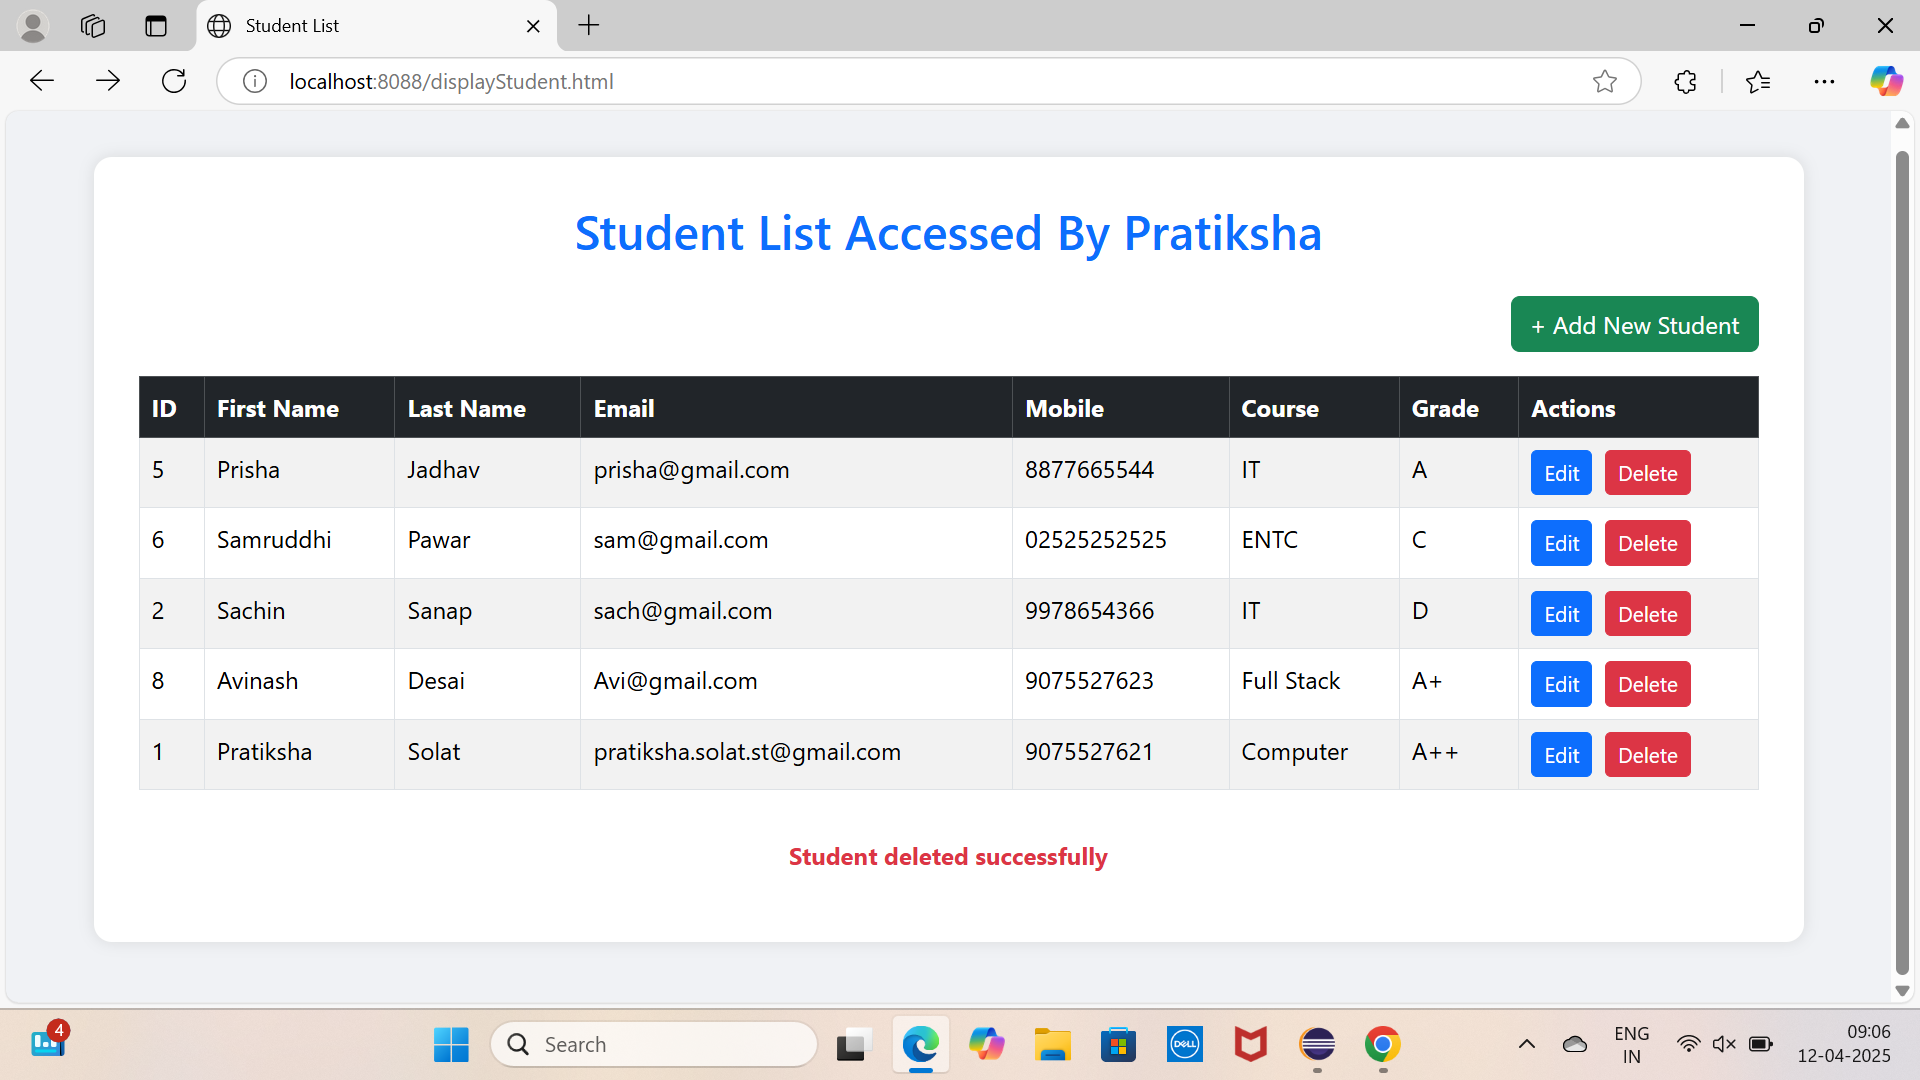 Student List
localhost:8088/displayStudent.html
Student List Accessed By Pratiksha
+ Add New Student
ID First Name Last Name Email Mobile Course Grade Actions
5 Prisha Jadhav prisha@gmail.com 8877665544 IT A Edit Delete
6 Samruddhi Pawar sam@gmail.com 02525252525 ENTC C Edit Delete
2 Sachin Sanap sach@gmail.com 9978654366 IT D Edit Delete
8 Avinash Desai Avi@gmail.com 9075527623 Full Stack A+ Edit Delete
1 Pratiksha Solat pratiksha.solat.st@gmail.com 9075527621 Computer A++ Edit Delete
Student deleted successfully
4
Search
DELL
ENG
IN
09:06
12-04-2025